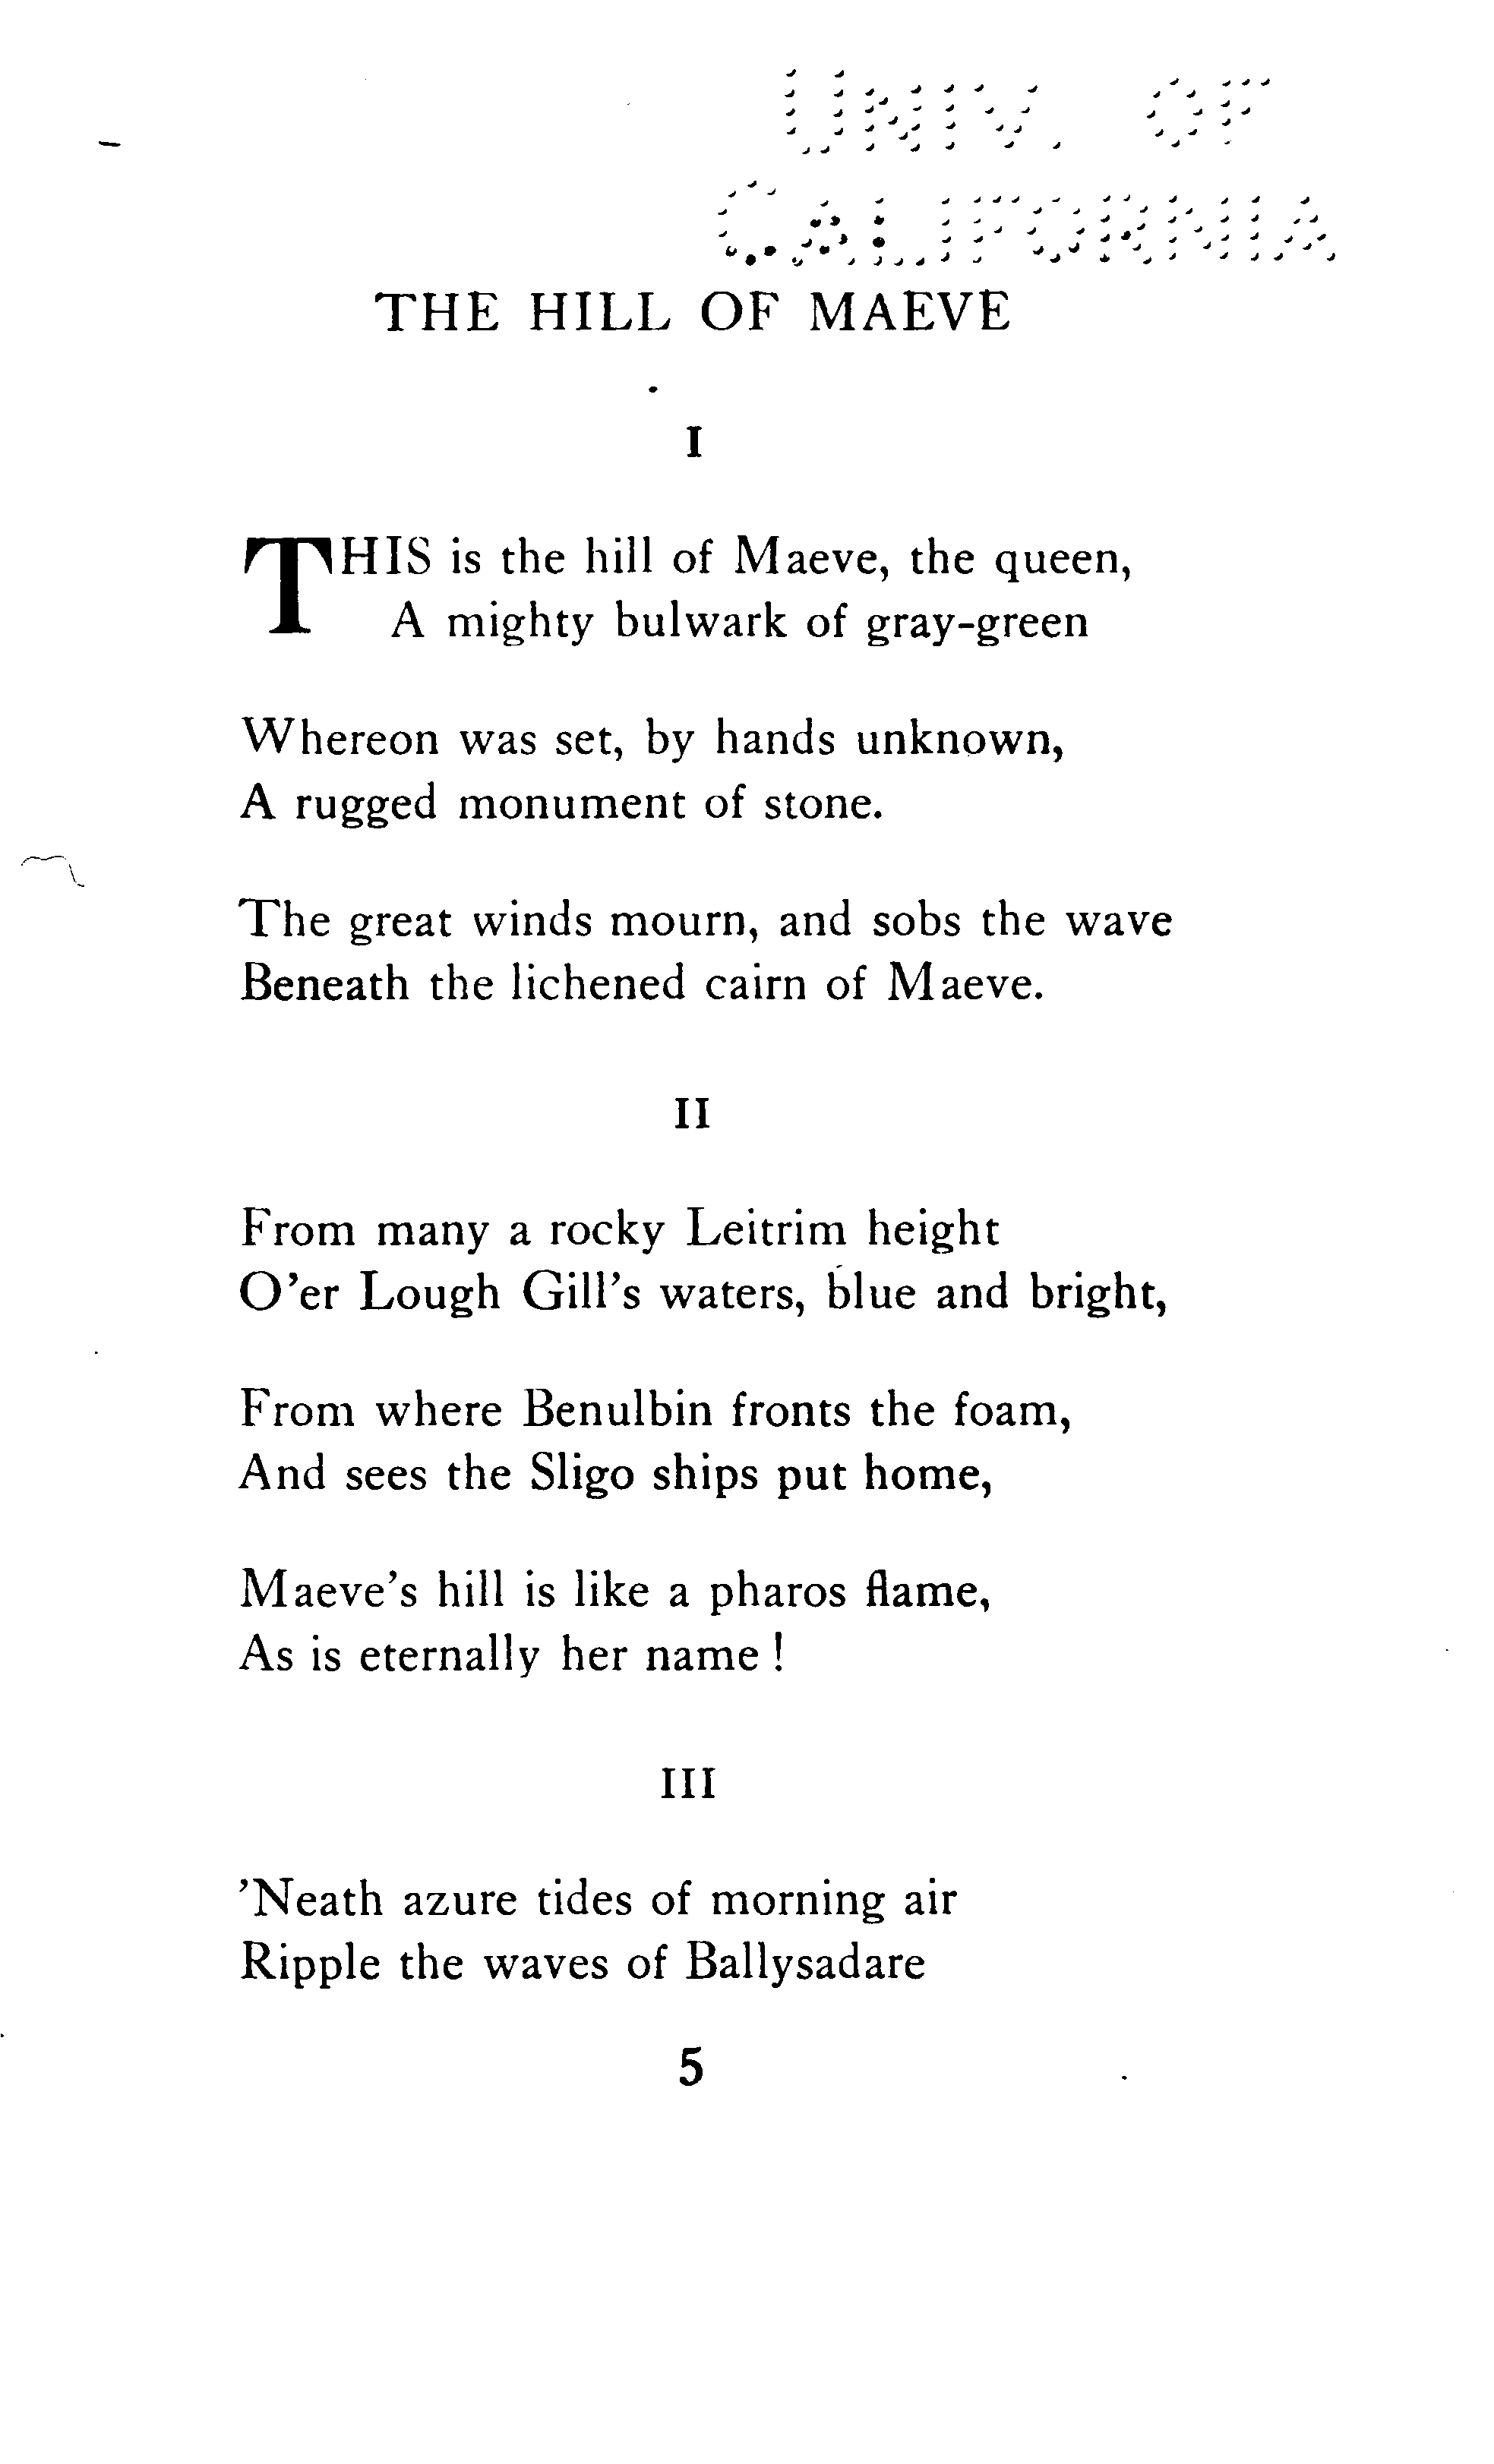 UNIV. OF
CALIFORNIA
THE HILL OF MAEVE
I
THIS is the hill of Maeve, the queen,
A mighty bulwark of gray-green
Whereon was set, by hands unknown,
A rugged monument of stone.
The great winds mourn, and sobs the wave
Beneath the lichened cairn of Maeve.
II
From many a rocky Leitrim height
O’er Lough Gill’s waters, blue and bright,
From where Benulbin fronts the foam,
And sees the Sligo ships put home,
Maeve’s hill is like a pharos flame,
As is eternally her name !
III
’Neath azure tides of morning air
Ripple the waves of Ballysadare
5